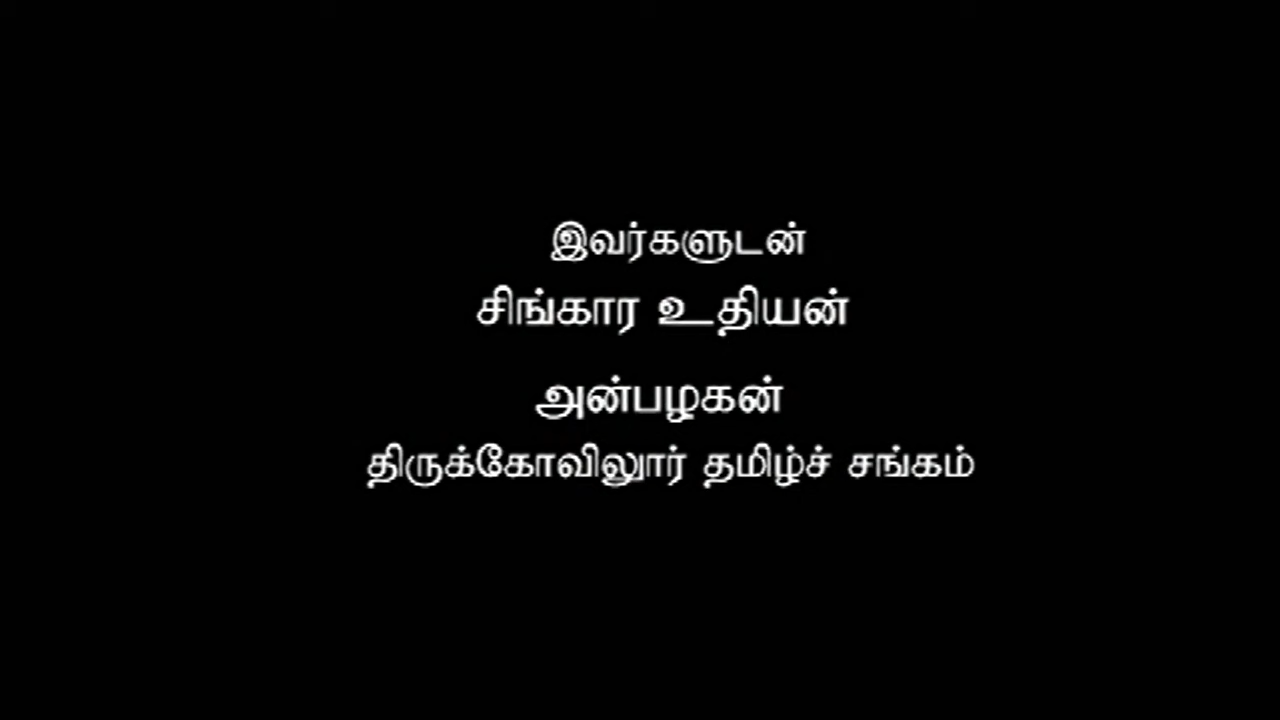 இவர்களுடன்
சிங்கார உதியன்
அன்பழகன்
திருக்கோவிலூர் தமிழ்ச் சங்கம்